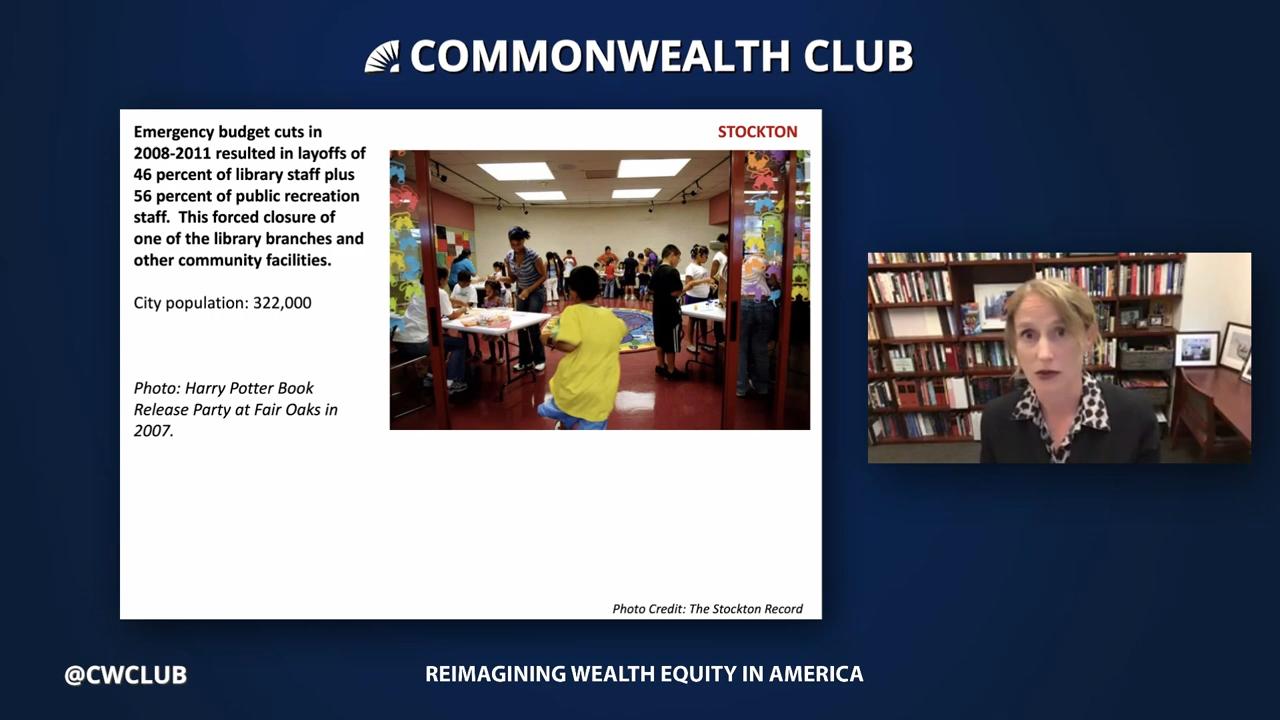 COMMONWEALTH CLUB
Emergency budget cuts in
2008-2011 resulted in layoffs of
46 percent of library staff plus
56 percent of public recreation
staff.  This forced closure of
one of the library branches and
other community facilities.
City population: 322,000
Photo: Harry Potter Book
Release Party at Fair Oaks in
2007.
STOCKTON
Photo Credit: The Stockton Record
@CWCLUB
REIMAGINING WEALTH EQUITY IN AMERICA